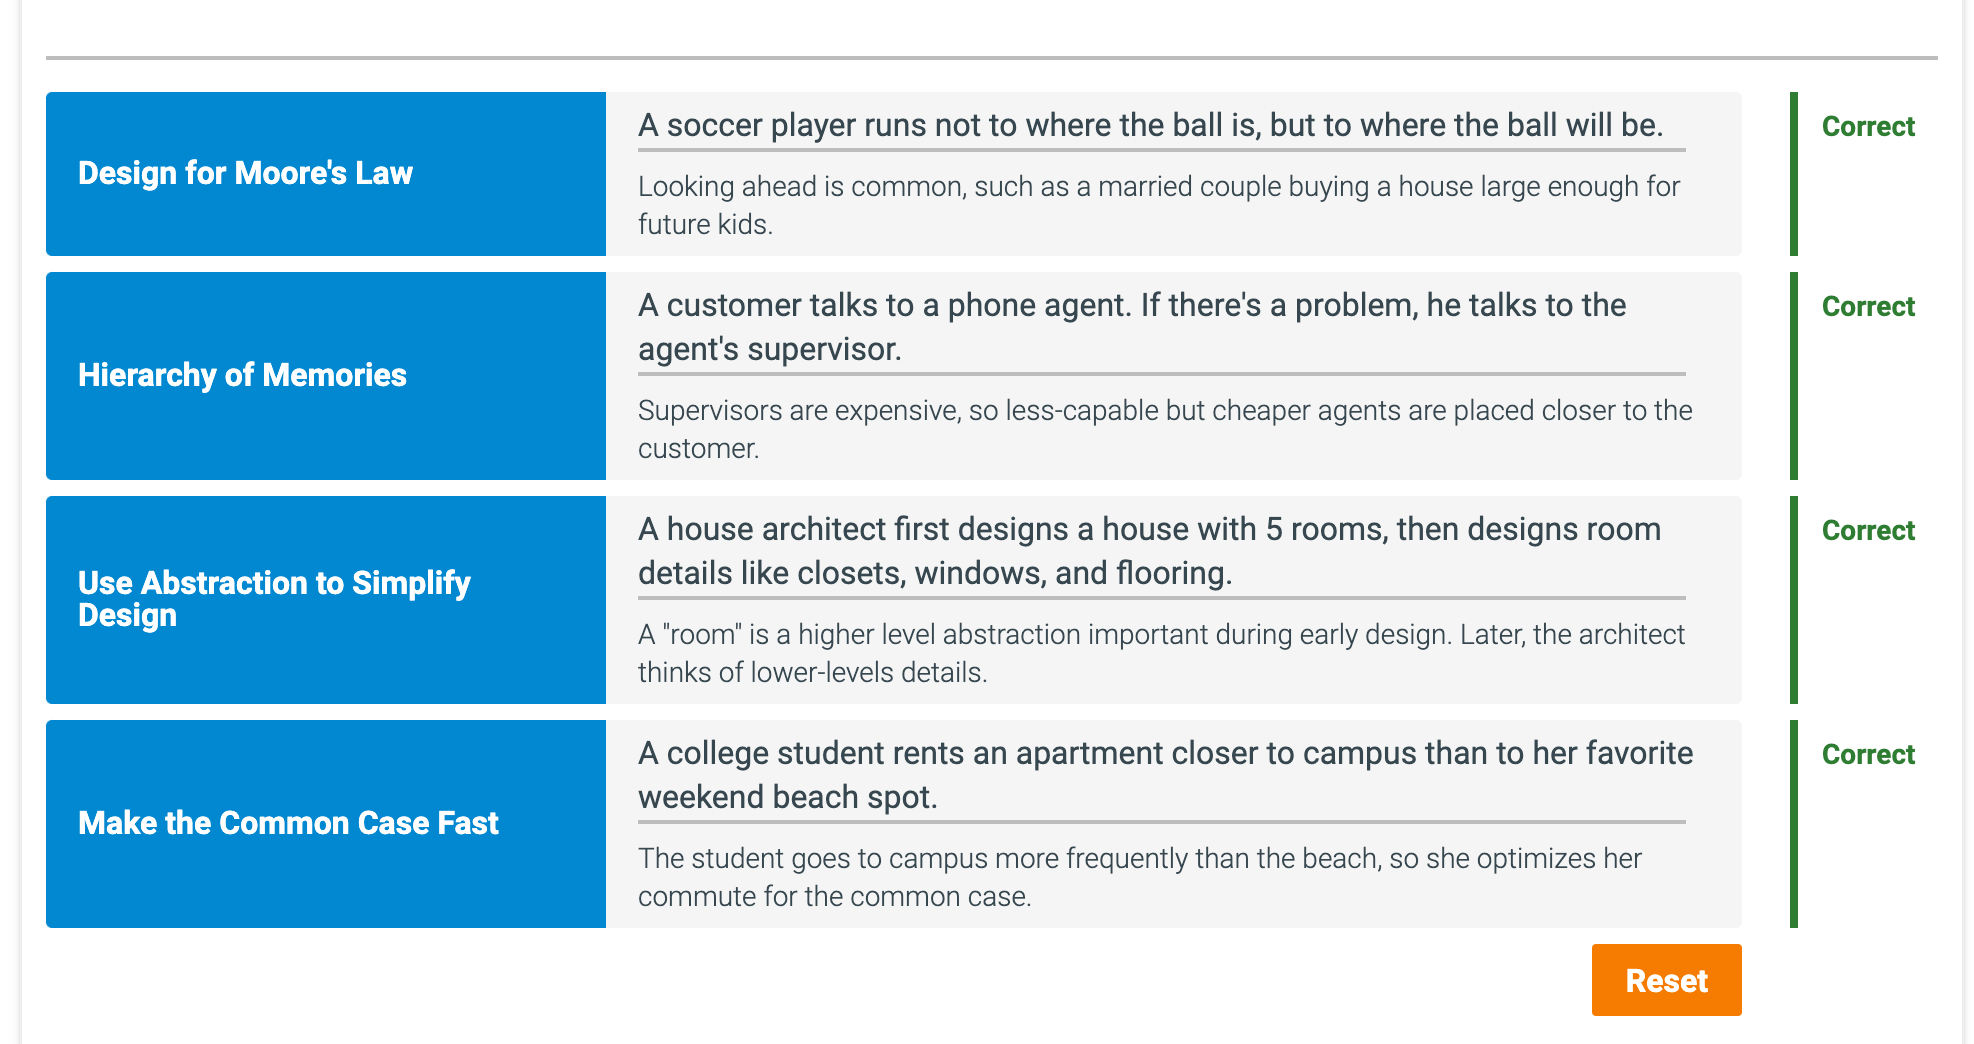 Design for Moore's Law
A soccer player runs not to where the ball is, but to where the ball will be.
Looking ahead is common, such as a married couple buying a house large enough for
future kids.
Correct
Hierarchy of Memories
A customer talks to a phone agent. If there's a problem, he talks to the
agent's supervisor.
Supervisors are expensive, so less-capable but cheaper agents are placed closer to the
customer.
Correct
Use Abstraction to Simplify
Design
A house architect first designs a house with 5 rooms, then designs room
details like closets, windows, and flooring.
A "room" is a higher level abstraction important during early design. Later, the architect
thinks of lower-levels details.
Correct
Make the Common Case Fast
A college student rents an apartment closer to campus than to her favorite
weekend beach spot.
The student goes to campus more frequently than the beach, so she optimizes her
commute for the common case.
Correct
Reset